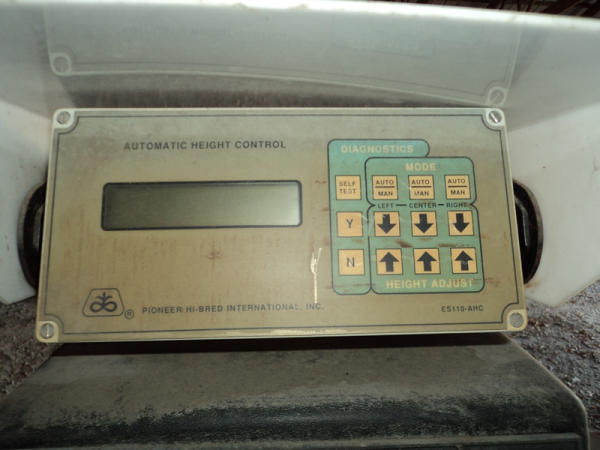 AUTOMATIC HEIGHT CONTROL
DIAGNOSTICS
MODE
SELF TEST
AUTO MAN
AUTO MAN
AUTO MAN
LEFT CENTER RIGHT
Y
N
HEIGHT ADJUST
® PIONEER HI-BRED INTERNATIONAL, INC.
ES110-AHC